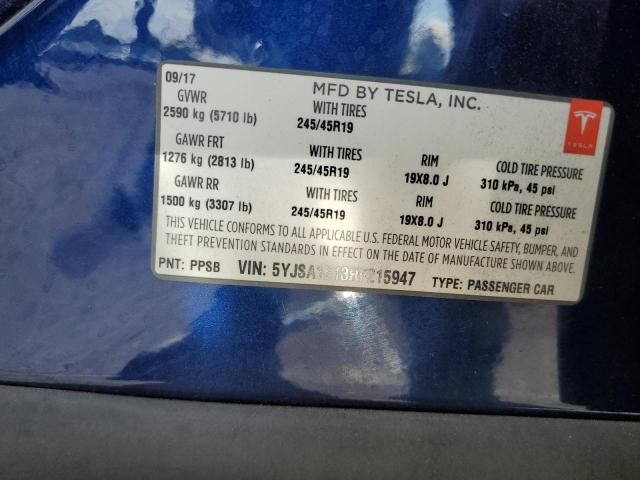 09/17
MFD BY TESLA, INC.
GVWR
2590 kg (5710 lb)
WITH TIRES
245/45R19
GAWR FRT
1276 kg (2813 lb)
WITH TIRES
245/45R19
RIM
19X8.0 J
COLD TIRE PRESSURE
310 kPa, 45 psi
GAWR RR
1500 kg (3307 lb)
WITH TIRES
245/45R19
RIM
19X8.0 J
COLD TIRE PRESSURE
310 kPa, 45 psi
THIS VEHICLE CONFORMS TO ALL APPLICABLE U.S. FEDERAL MOTOR VEHICLE SAFETY, BUMPER, AND
THEFT PREVENTION STANDARDS IN EFFECT ON THE DATE OF MANUFACTURE SHOWN ABOVE.
PNT: PPSB
VIN:
TYPE: PASSENGER CAR
TESLA